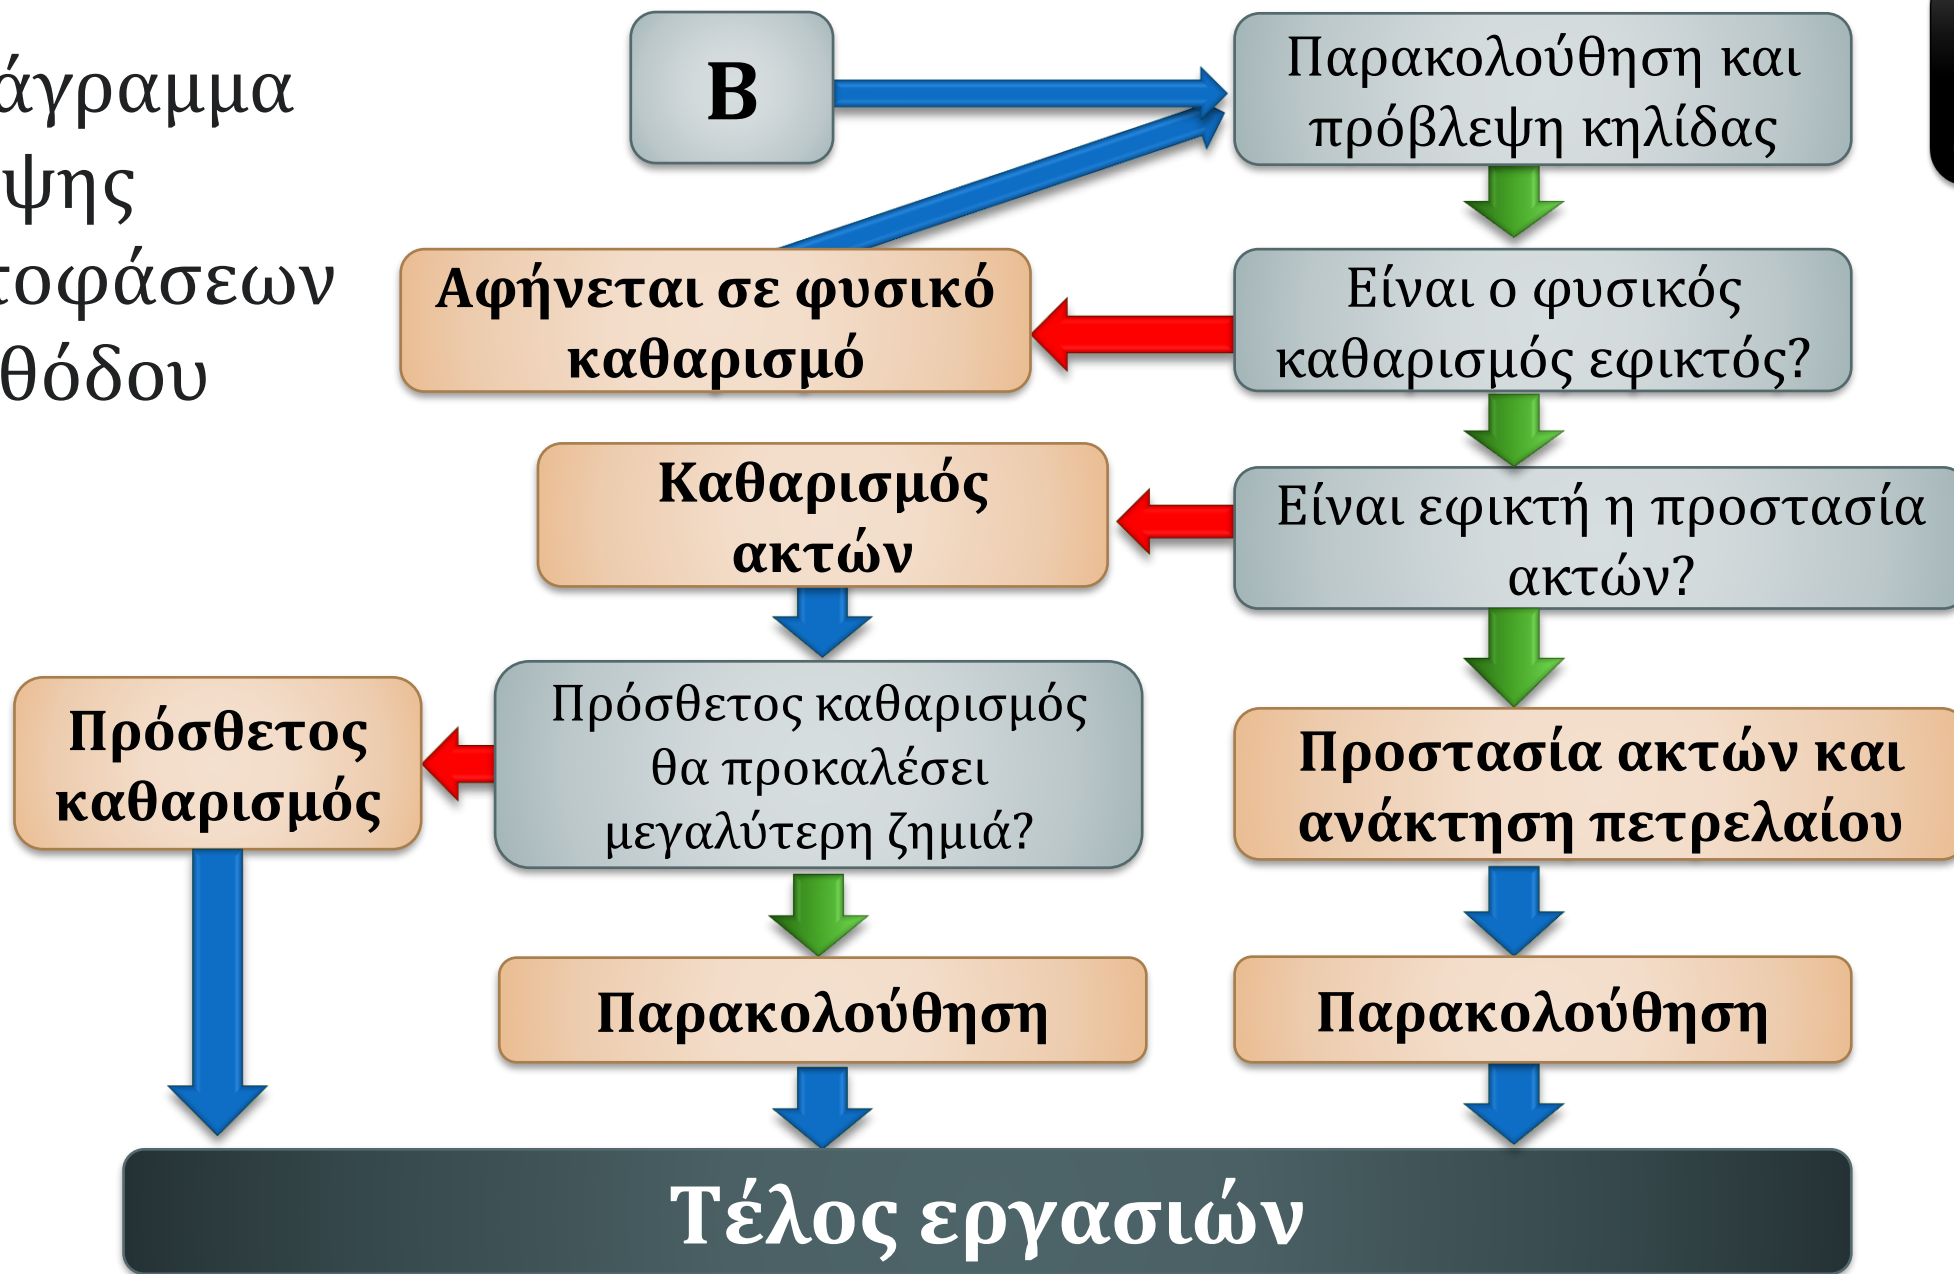 άγραμμα
ψης
τοφάσεων
θόδου
Β
Παρακολούθηση και
πρόβλεψη κηλίδας
Αφήνεται σε φυσικό
καθαρισμό
Είναι ο φυσικός
καθαρισμός εφικτός?
Καθαρισμός
ακτών
Είναι εφικτή η προστασία
ακτών?
Πρόσθετος
καθαρισμός
Πρόσθετος καθαρισμός
θα προκαλέσει
μεγαλύτερη ζημιά?
Προστασία ακτών και
ανάκτηση πετρελαίου
Παρακολούθηση
Παρακολούθηση
Τέλος εργασιών